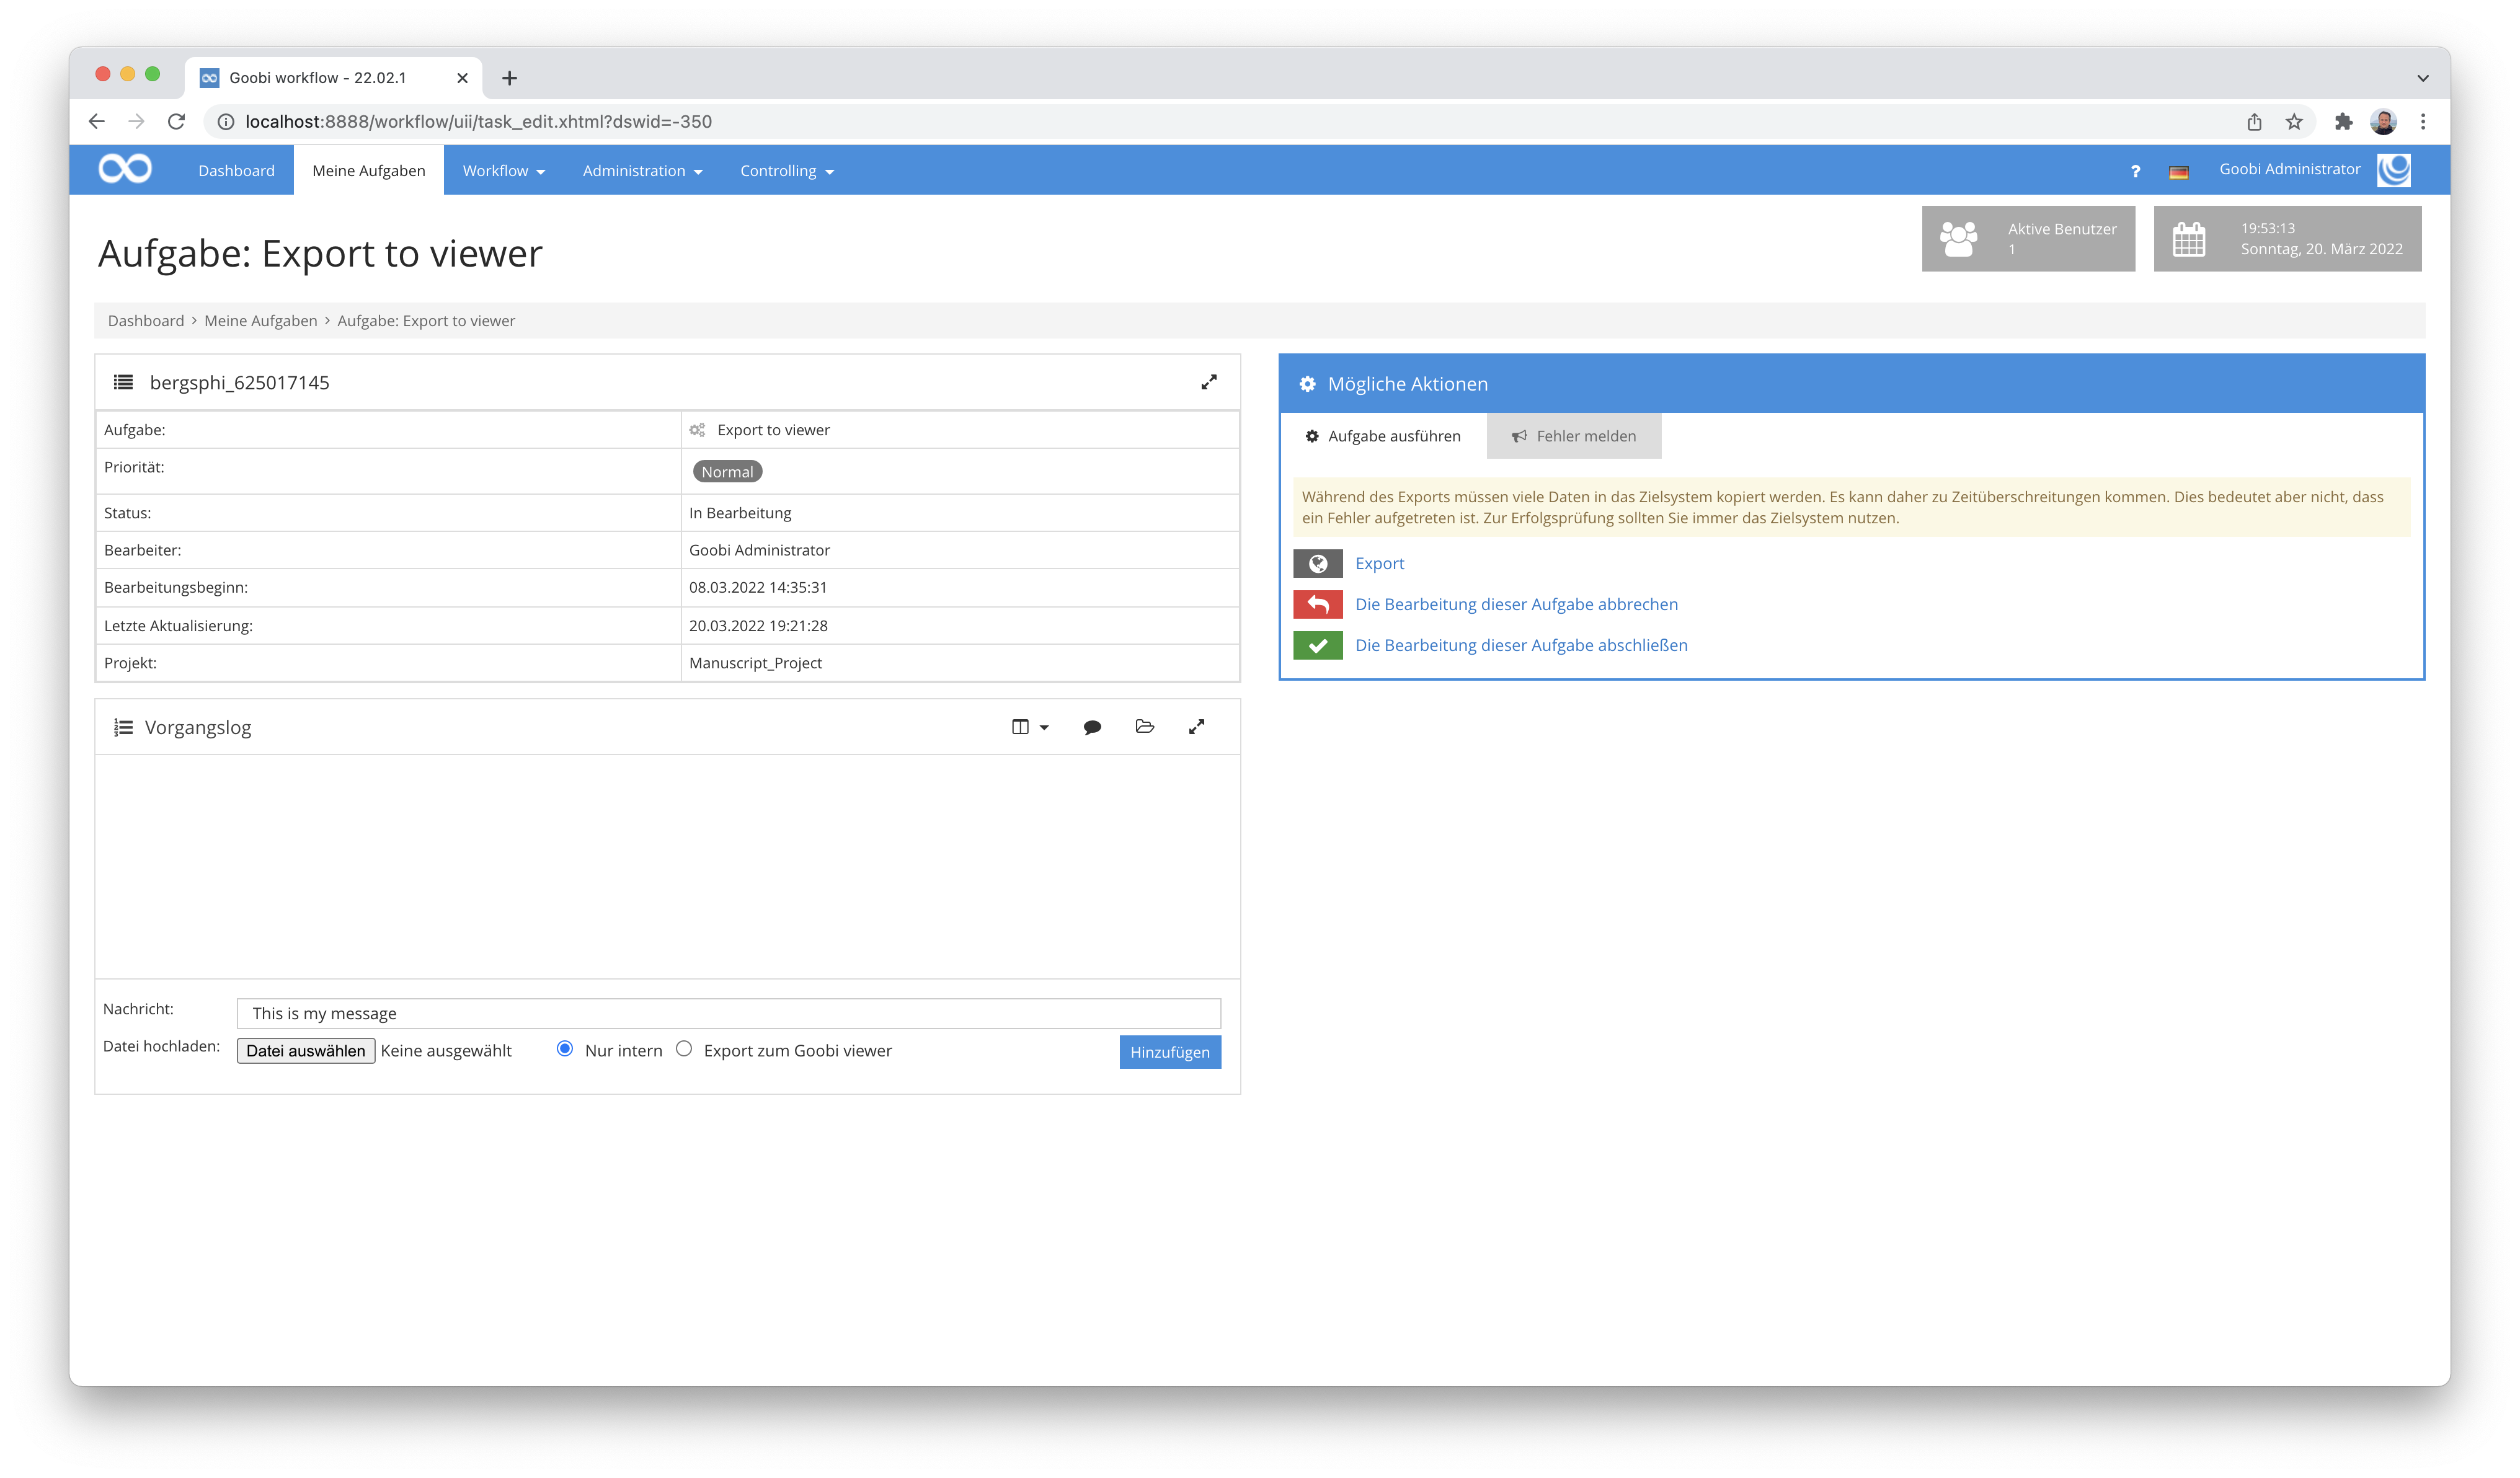 Goobi workflow - 22.02.1
localhost:8888/workflow/uii/task_edit.xhtml?dswid=-350
Dashboard
Meine Aufgaben
Workflow
Administration
Controlling
?
Goobi Administrator
Aufgabe: Export to viewer
Aktive Benutzer
1
19:53:13
Sonntag, 20. März 2022
Dashboard > Meine Aufgaben > Aufgabe: Export to viewer
bergsphi_625017145
Aufgabe: Export to viewer
Priorität: Normal
Status: In Bearbeitung
Bearbeiter: Goobi Administrator
Bearbeitungsbeginn: 08.03.2022 14:35:31
Letzte Aktualisierung: 20.03.2022 19:21:28
Projekt: Manuscript_Project
Vorgangslog
Nachricht: This is my message
Datei hochladen: Datei auswählen Keine ausgewählt Nur intern Export zum Goobi viewer Hinzufügen
Mögliche Aktionen
Aufgabe ausführen Fehler melden
Während des Exports müssen viele Daten in das Zielsystem kopiert werden. Es kann daher zu Zeitüberschreitungen kommen. Dies bedeutet aber nicht, dass
ein Fehler aufgetreten ist. Zur Erfolgsprüfung sollten Sie immer das Zielsystem nutzen.
Export
Die Bearbeitung dieser Aufgabe abbrechen
Die Bearbeitung dieser Aufgabe abschließen